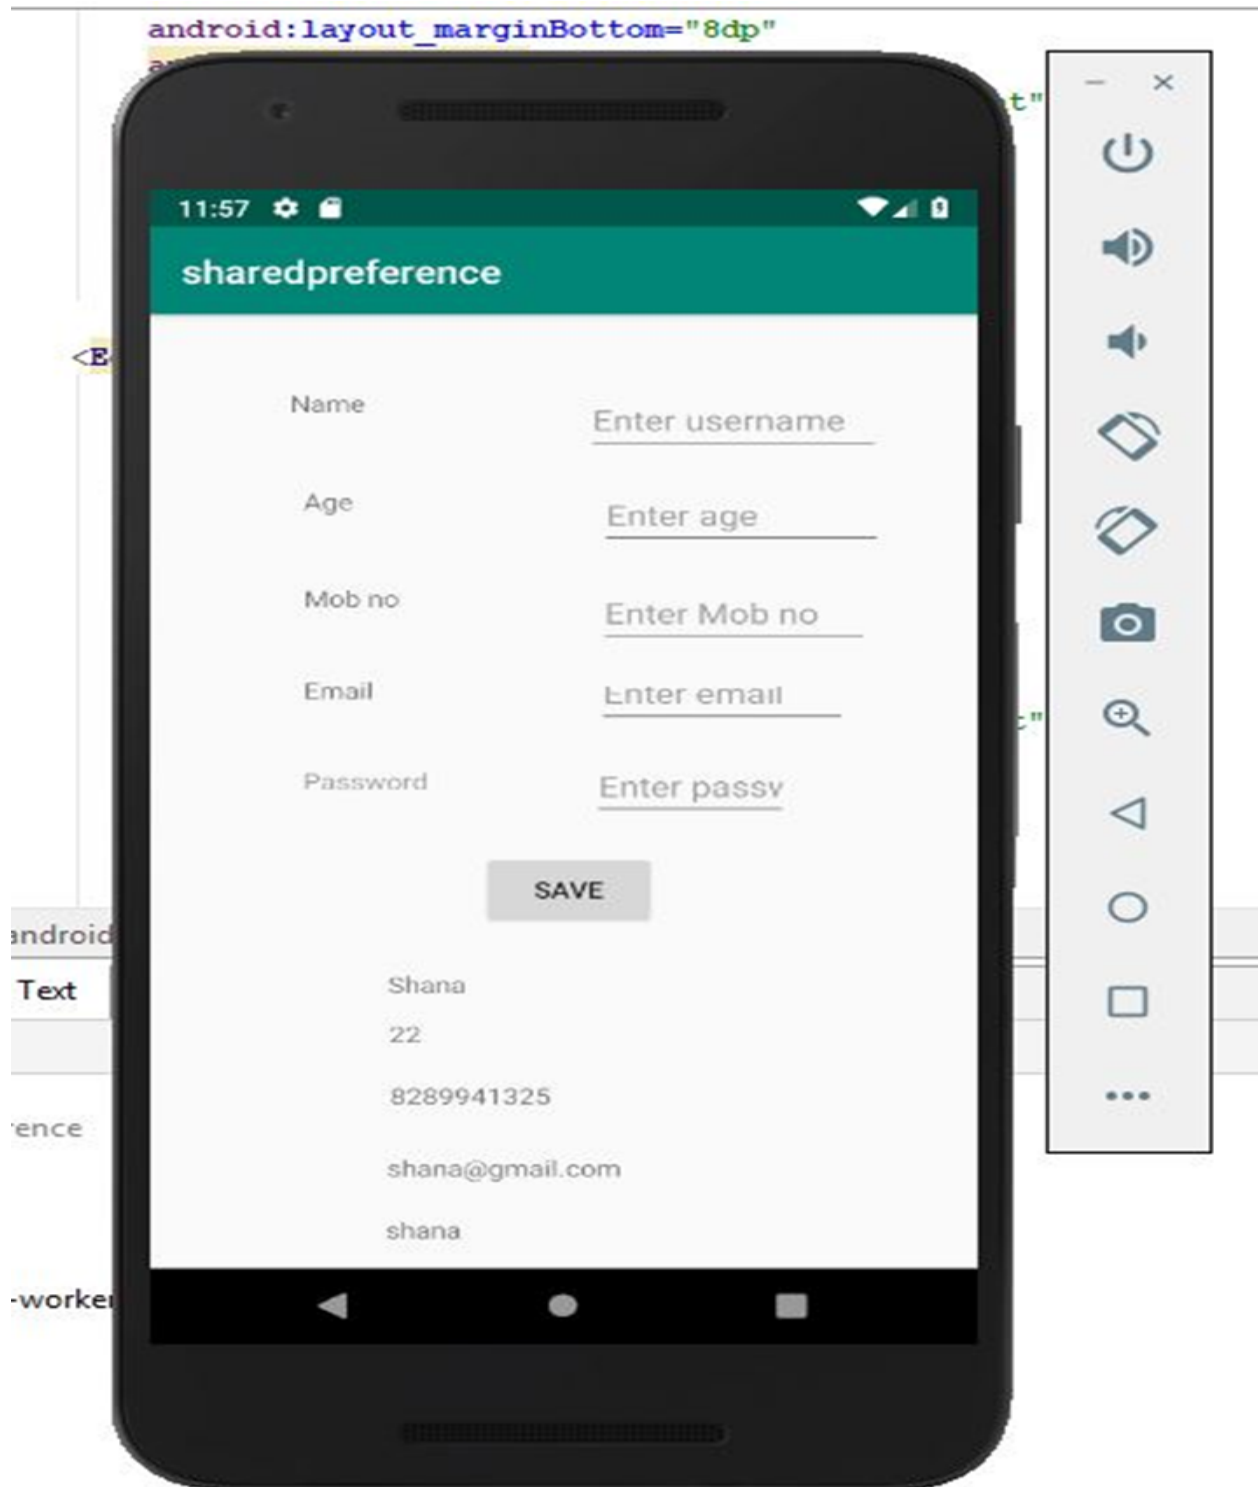 android:layout_marginBottom="8dp"
t"
11:57
sharedpreference
<E
Name
Enter username
Age
Enter age
Mob no
Enter Mob no
Email
Enter email
t"
Password
Enter passv
SAVE
android
Text
Shana
22
8289941325
ence
shana@gmail.com
shana
-worker